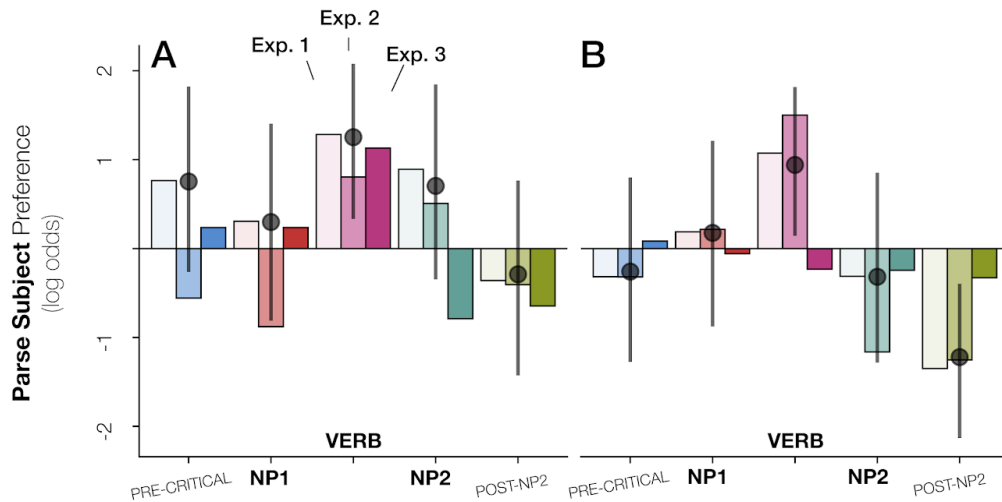 A
B
Exp. 1
Exp. 2
Exp. 3
Parse Subject Preference
(log odds)
2
1
-1
-2
VERB
VERB
PRE-CRITICAL
NP1
NP2
POST-NP2
PRE-CRITICAL
NP1
NP2
POST-NP2